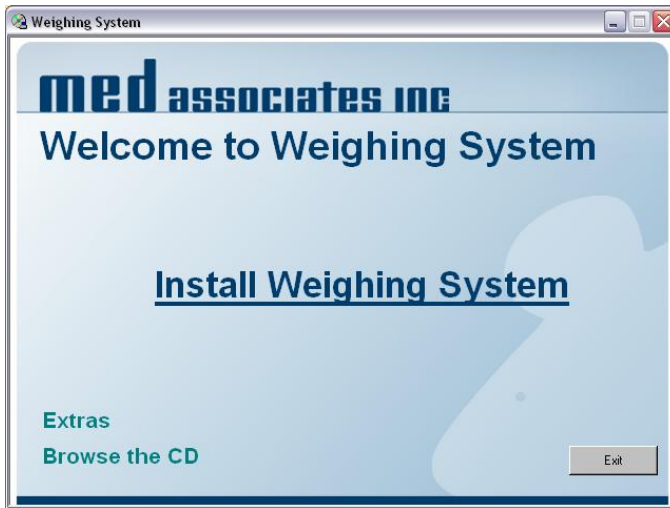 Weighing System
med associates inc
Welcome to Weighing System
Install Weighing System
Extras
Browse the CD
Exit